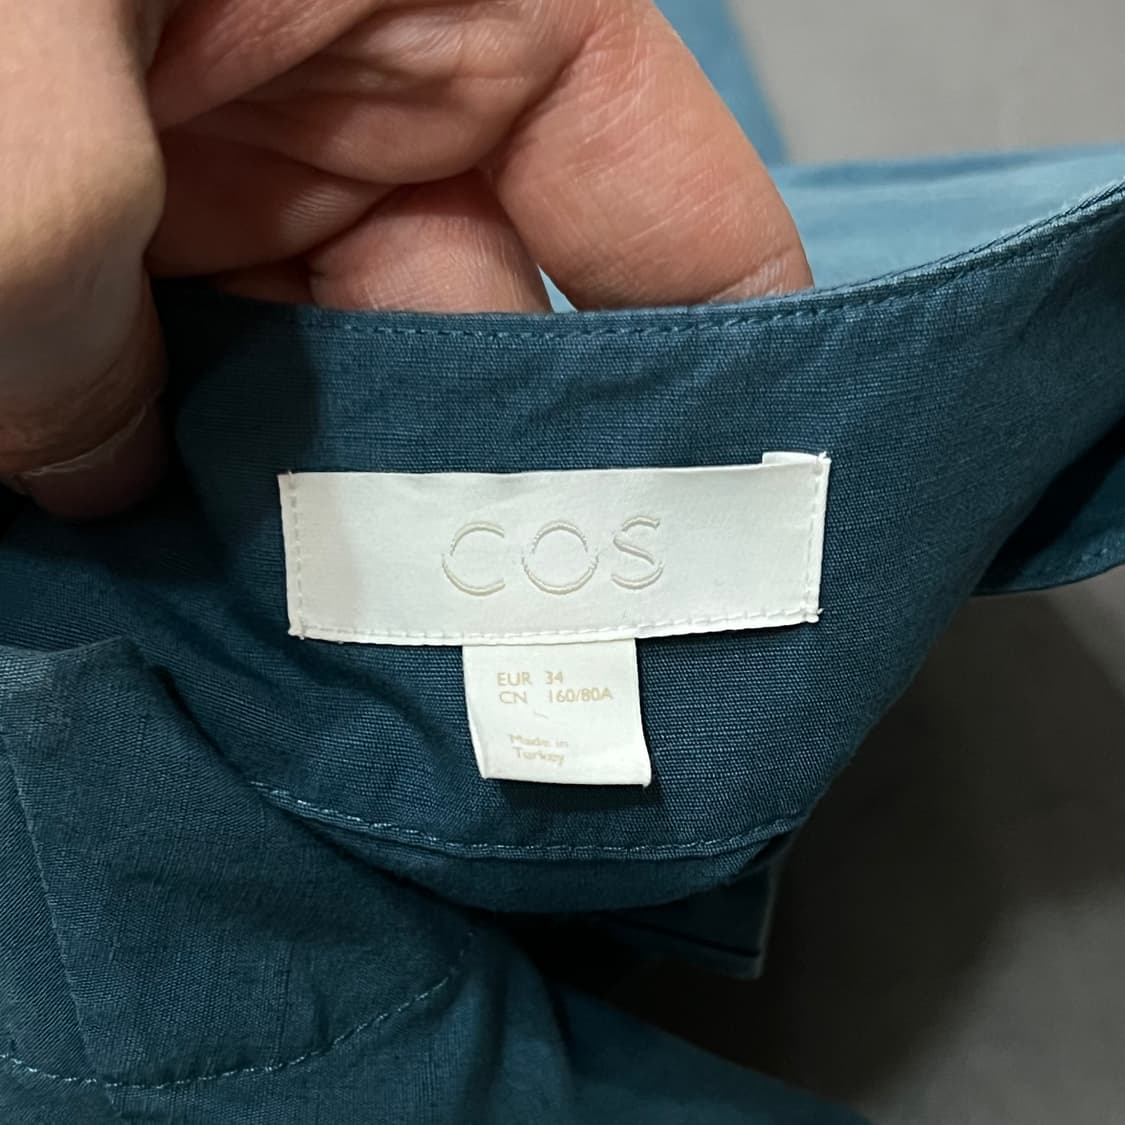 COS
EUR 34
CN 160/80A
Made in
Turkey